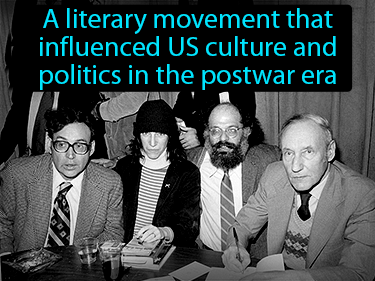 A literary movement that
influenced US culture and
politics in the postwar era